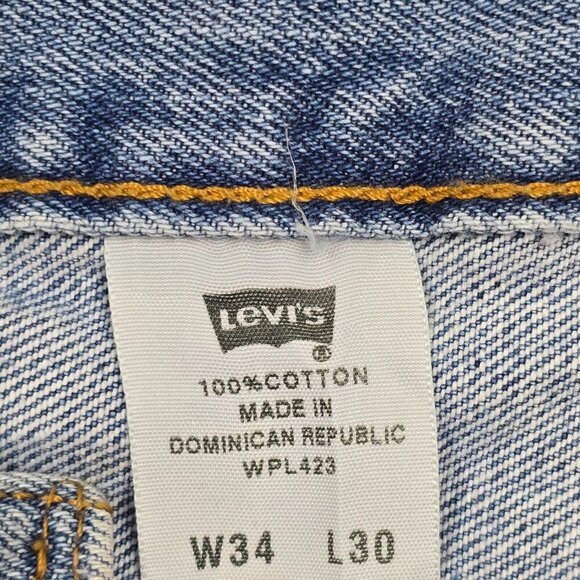 Levi's
®
100%COTTON
MADE IN
DOMINICAN REPUBLIC
WPL423
W34 L30